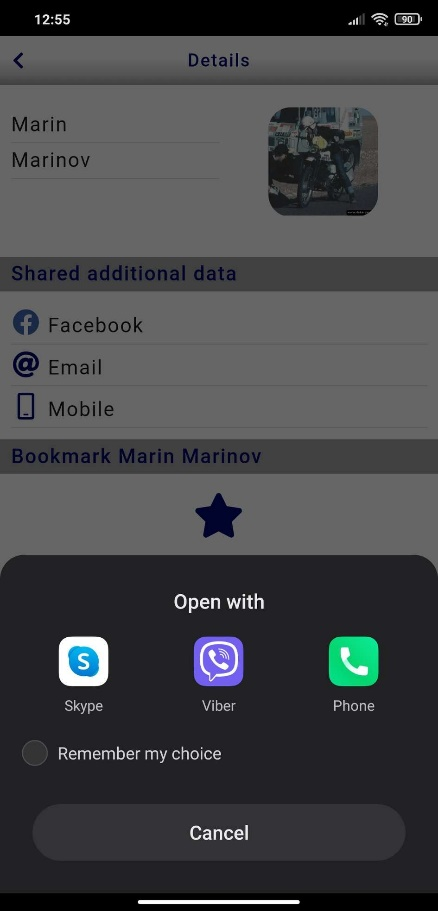 12:55
90
Details
Marin
Marinov
Shared additional data
Facebook
@ Email
Mobile
Bookmark Marin Marinov
Open with
Skype
Viber
Phone
Remember my choice
Cancel